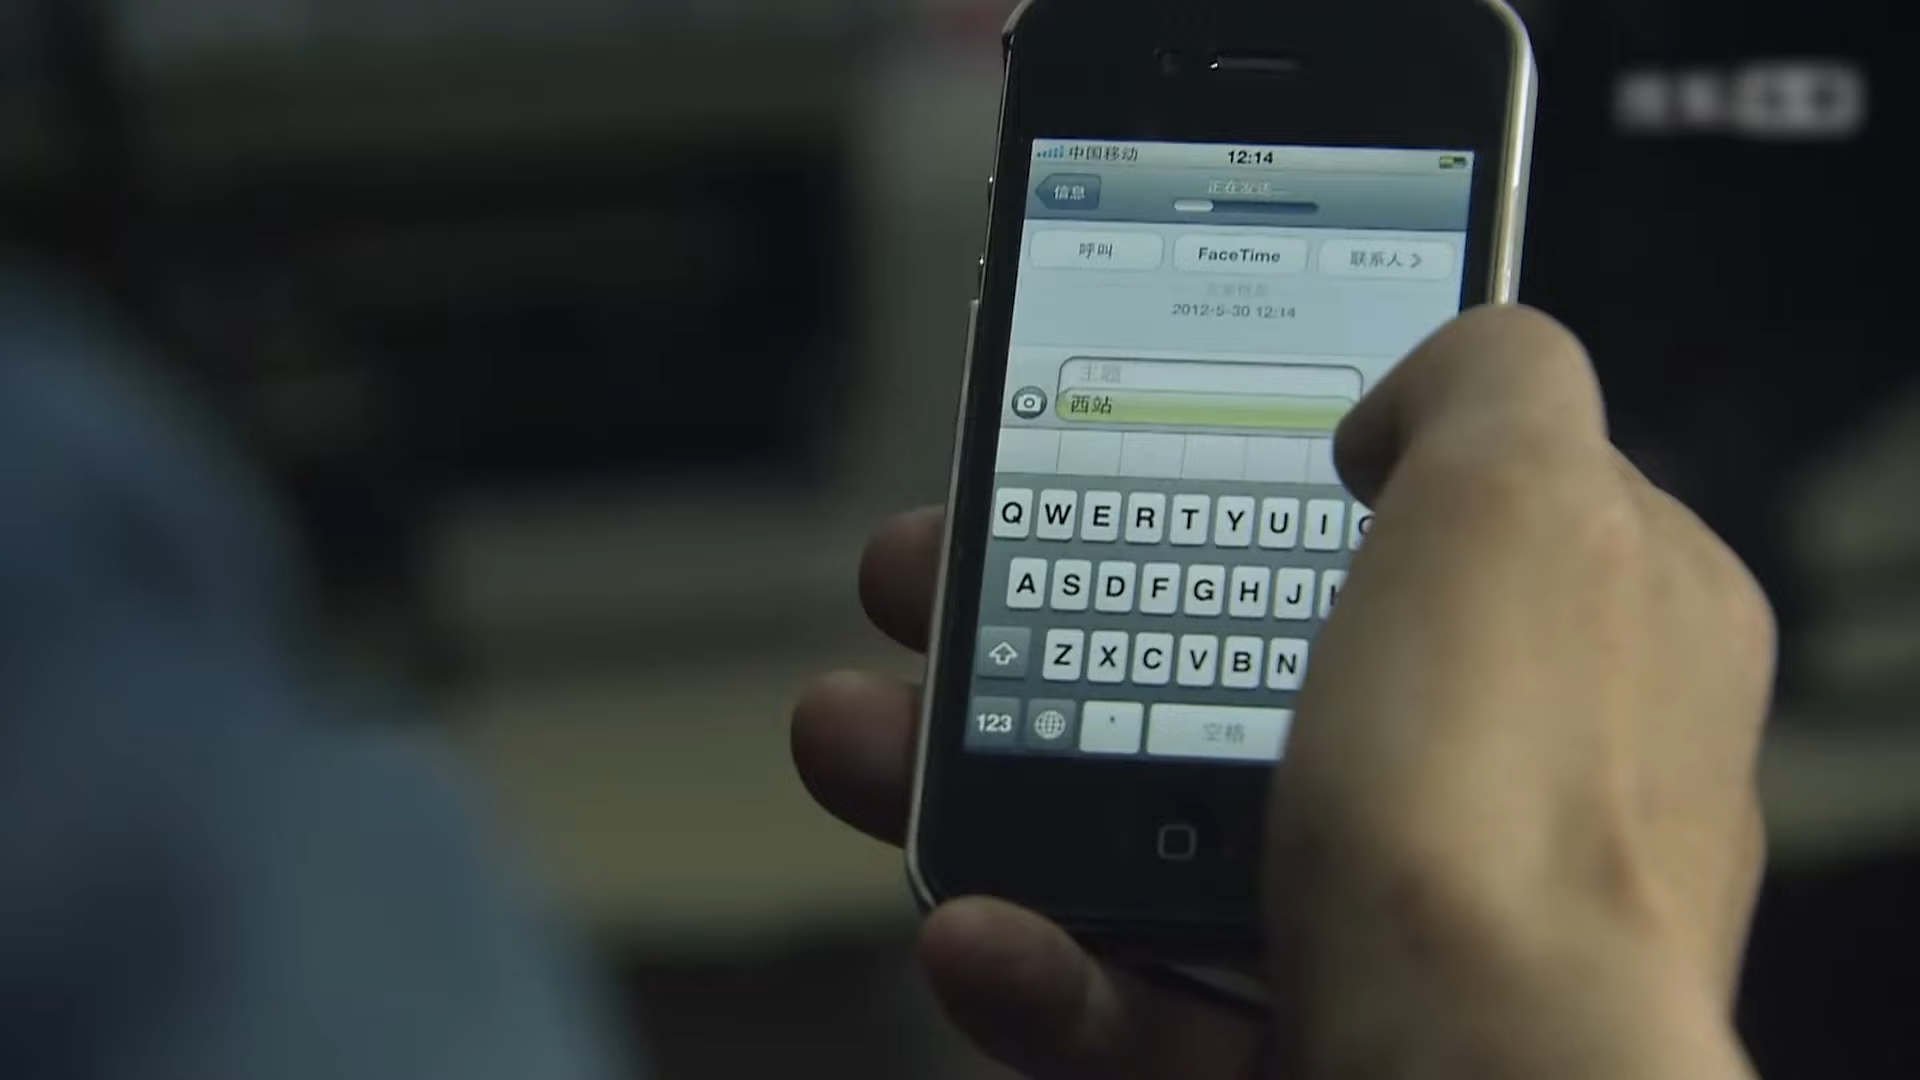 中国移动 12:14
信息 正在发送...
呼叫 FaceTime 联系人
2012-5-30 12:14
主题
西站
Q W E R T Y U I
A S D F G H J
Z X C V B N
123 空格